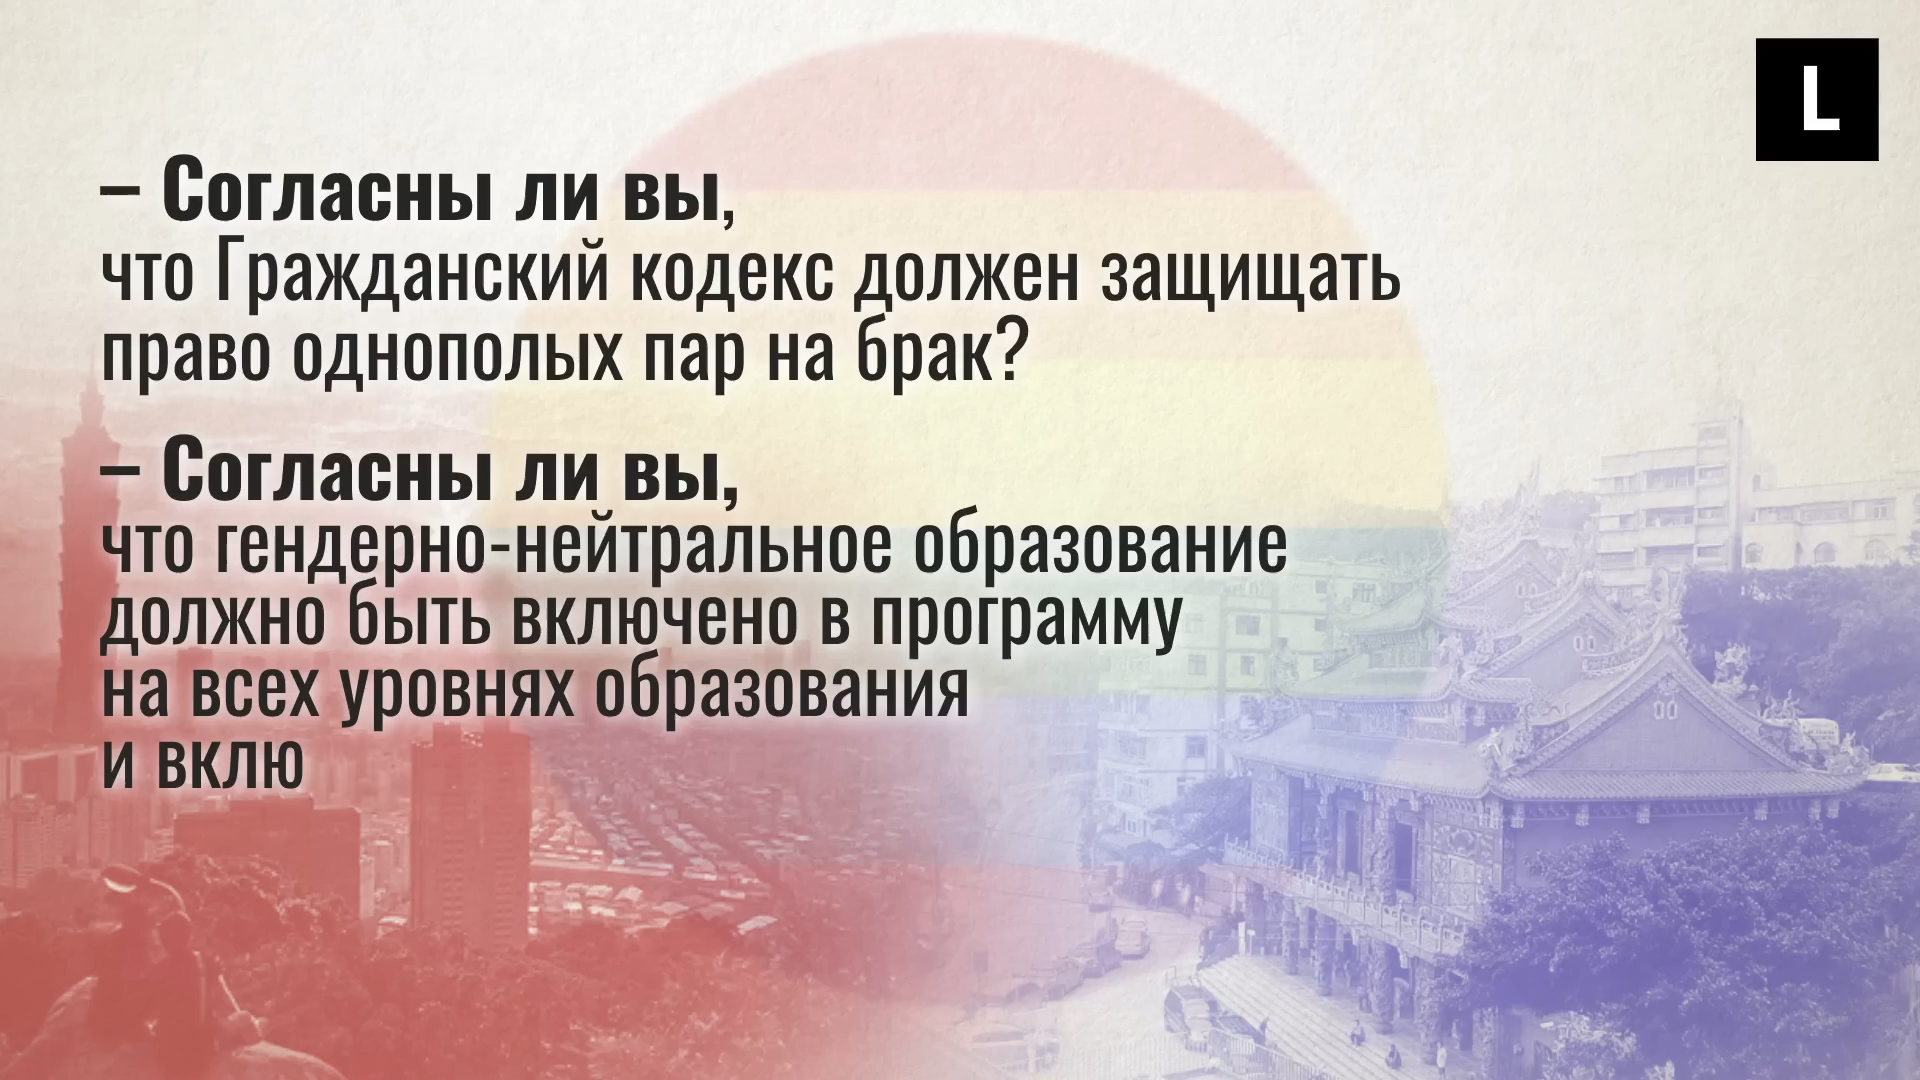 L
– Согласны ли вы,
что Гражданский кодекс должен защищать
право однополых пар на брак?
– Согласны ли вы,
что гендерно-нейтральное образование
должно быть включено в программу
на всех уровнях образования
и вклю